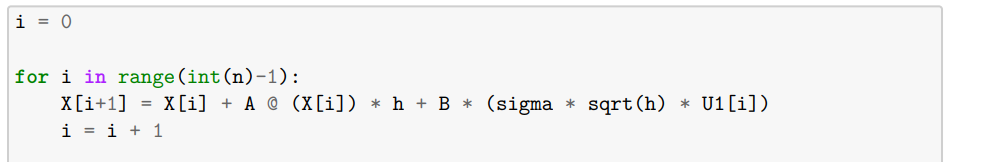 i = 0
for i in range(int(n)-1):
    X[i+1] = X[i] + A @ (X[i]) * h + B * (sigma * sqrt(h) * U1[i])
    i = i + 1